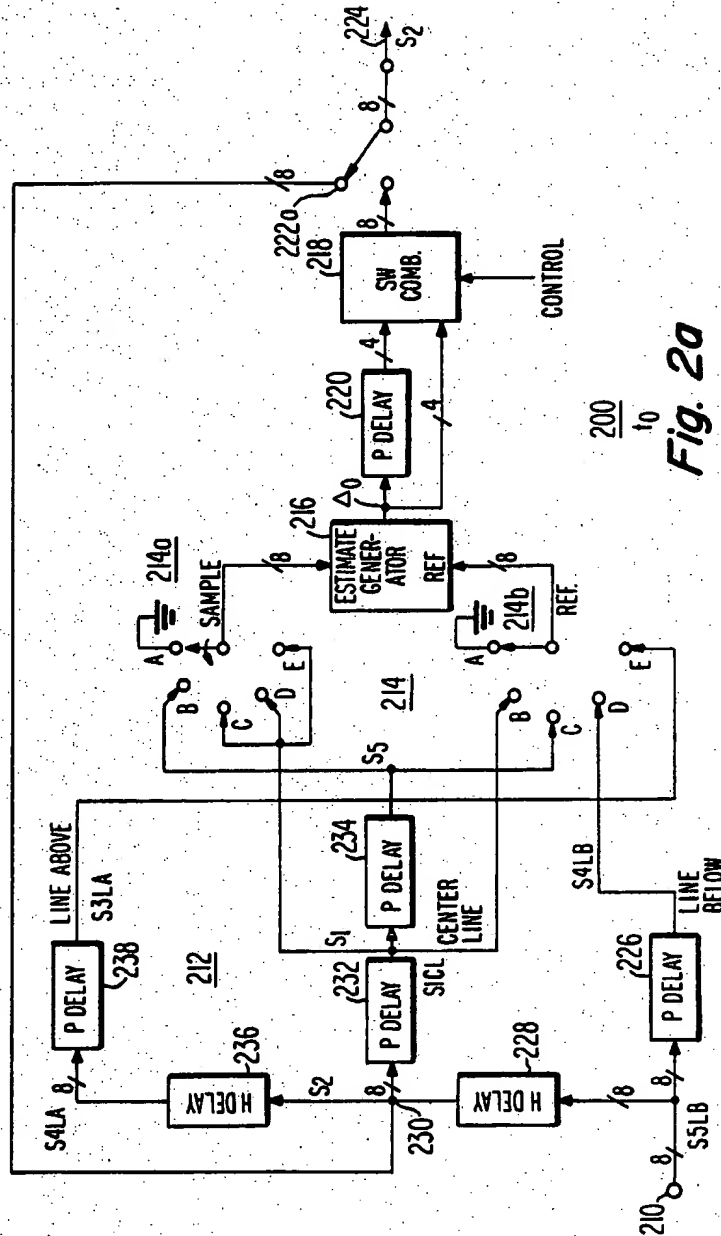 LINE ABOVE
S3LA
P DELAY
238
212
S4LA
8
H DELAY
236
S2
8
230
P DELAY
232
S1
S1CL
CENTER
LINE
P DELAY
234
S5
H DELAY
228
8
S5LB
8
210
8
P DELAY
226
LINE
BELOW
S4LB
214
214a
A
B
C
D
E
SAMPLE
8
ESTIMATE
GENER-
ATOR
REF
216
214b
A
B
C
D
E
REF.
8
Δ0
P DELAY
220
4
4
SW
COMB.
218
CONTROL
8
222a
8
8
224
S2
200
t0
Fig. 2a